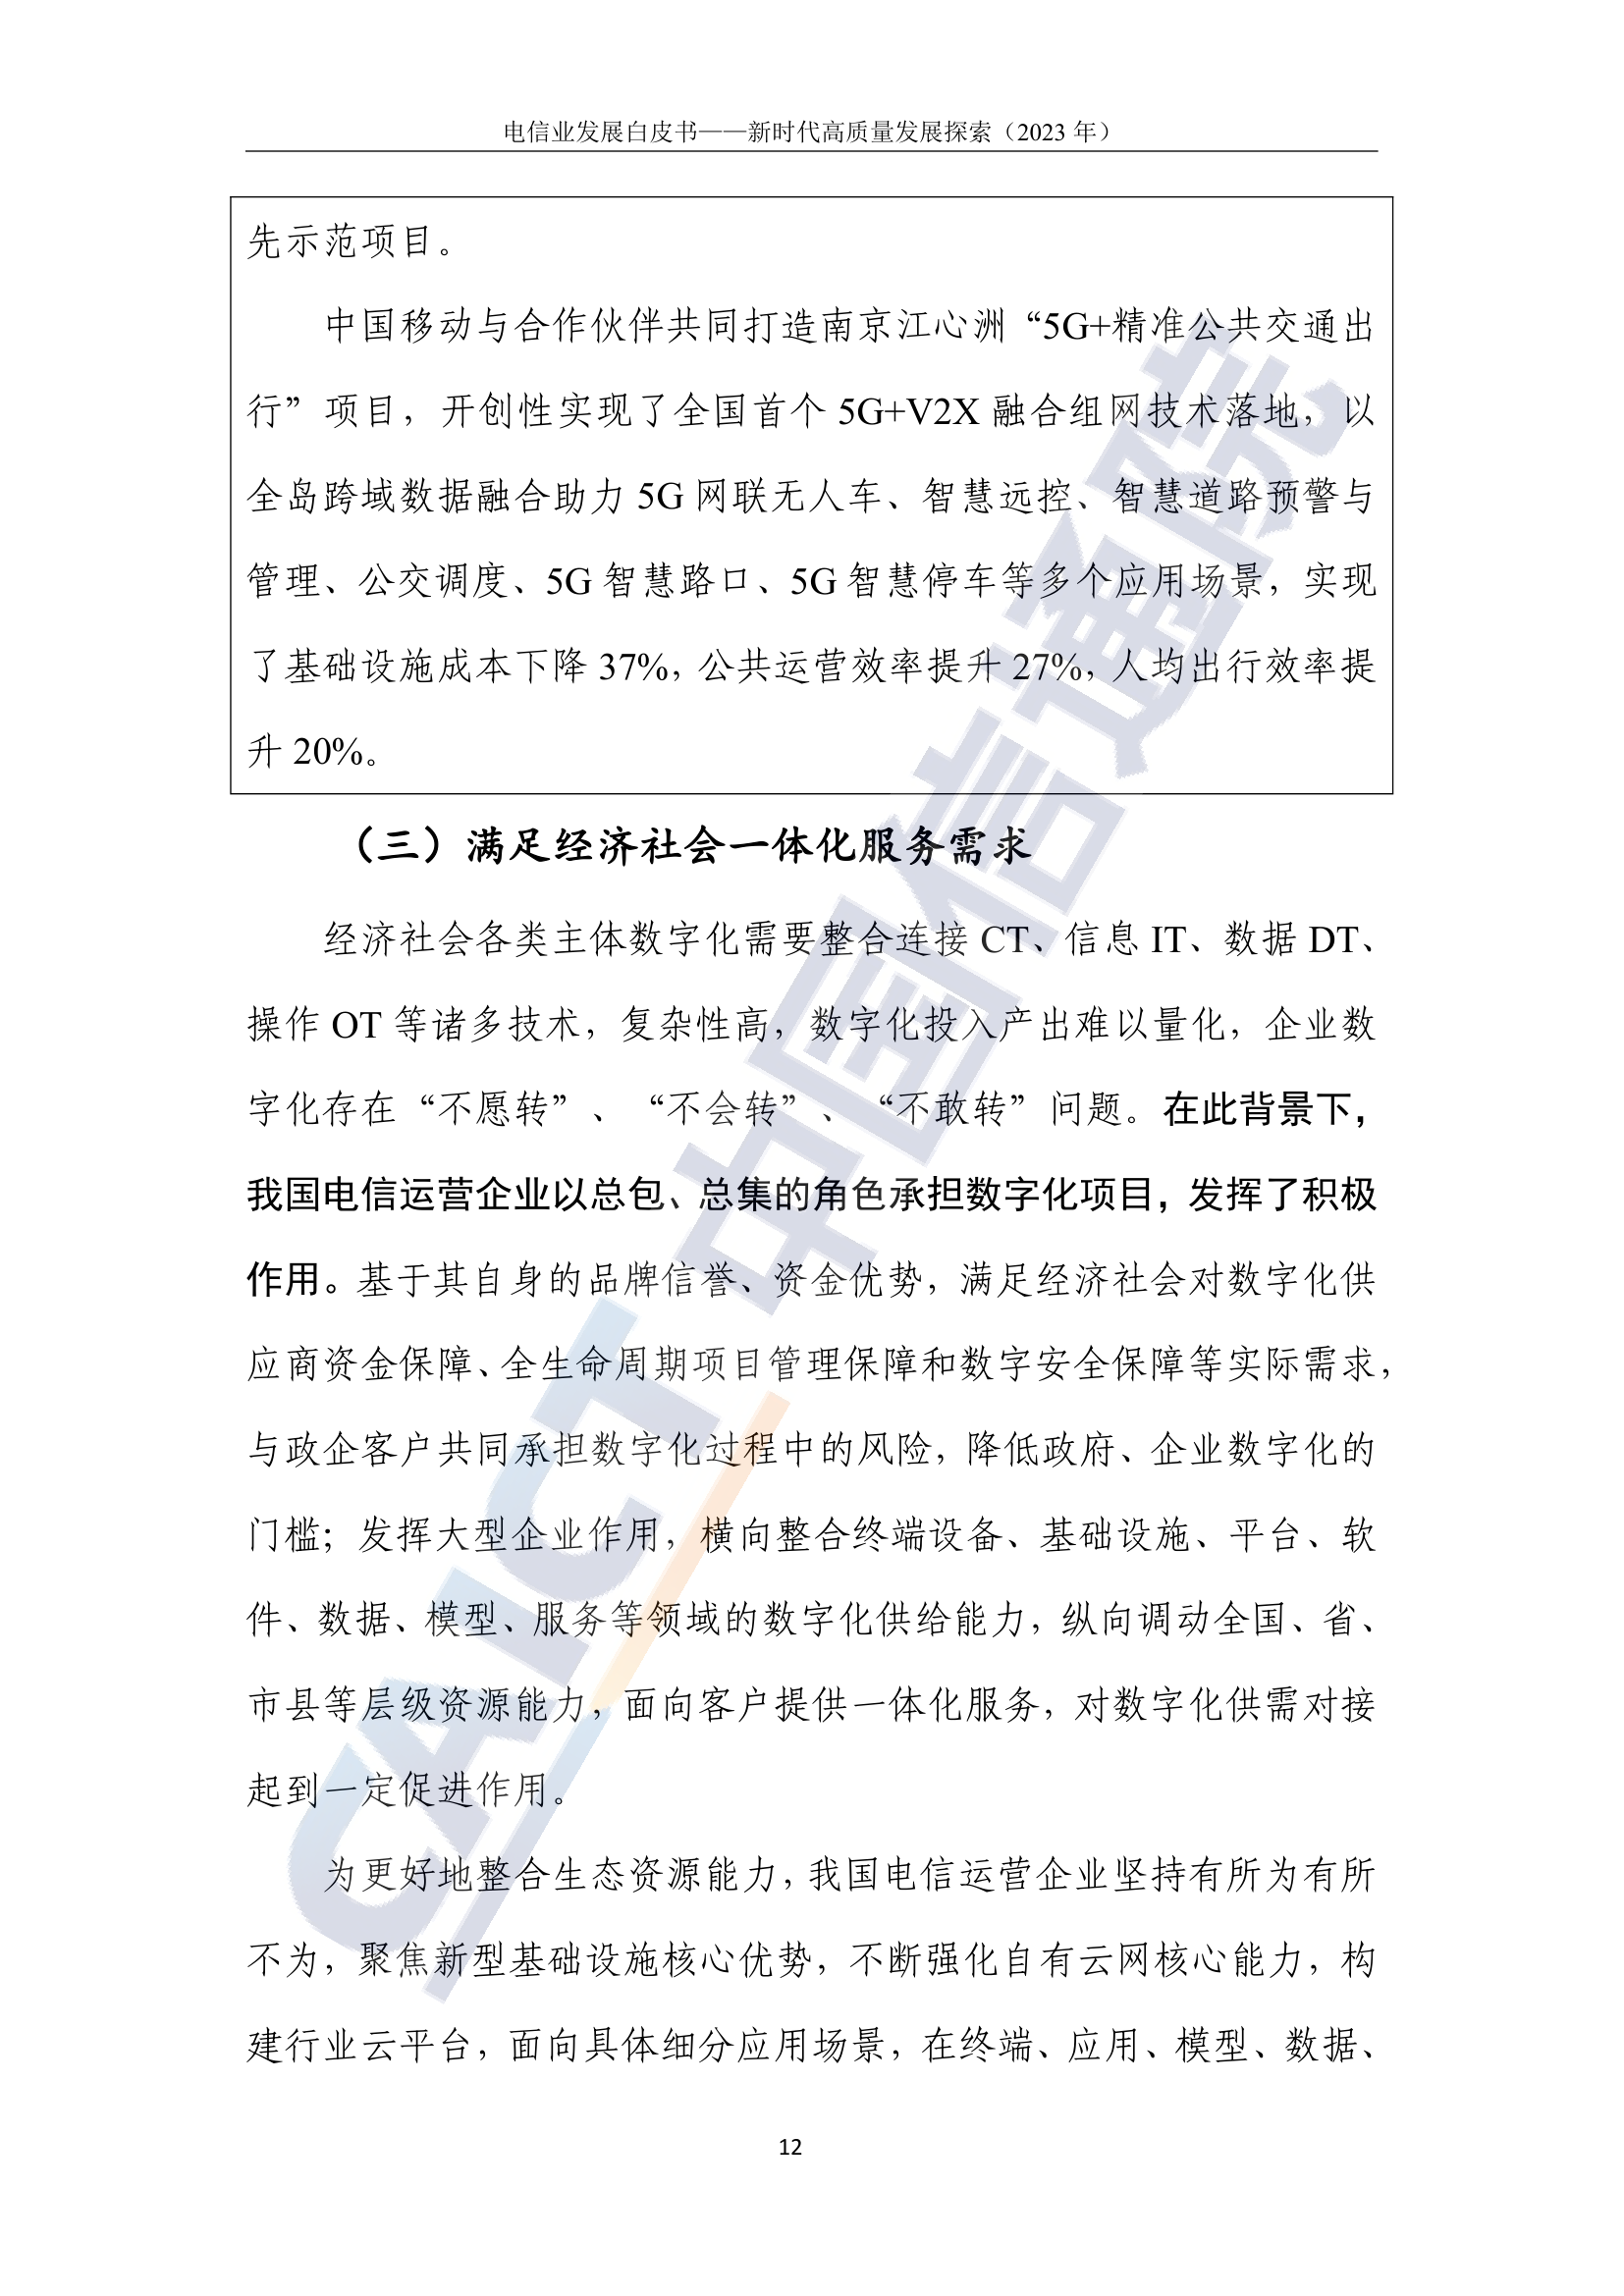 电信业发展白皮书——新时代高质量发展探索（2023 年）
先示范项目。
中国移动与合作伙伴共同打造南京江心洲“5G+精准公共交通出
行”项目，开创性实现了全国首个 5G+V2X 融合组网技术落地，以
全岛跨域数据融合助力 5G 网联无人车、智慧远控、智慧道路预警与
管理、公交调度、5G 智慧路口、5G 智慧停车等多个应用场景，实现
了基础设施成本下降 37%，公共运营效率提升 27%，人均出行效率提
升 20%。
（三）满足经济社会一体化服务需求
经济社会各类主体数字化需要整合连接 CT、信息 IT、数据 DT、
操作 OT 等诸多技术，复杂性高，数字化投入产出难以量化，企业数
字化存在“不愿转”、“不会转”、“不敢转”问题。在此背景下，
我国电信运营企业以总包、总集的角色承担数字化项目，发挥了积极
作用。基于其自身的品牌信誉、资金优势，满足经济社会对数字化供
应商资金保障、全生命周期项目管理保障和数字安全保障等实际需求，
与政企客户共同承担数字化过程中的风险，降低政府、企业数字化的
门槛；发挥大型企业作用，横向整合终端设备、基础设施、平台、软
件、数据、模型、服务等领域的数字化供给能力，纵向调动全国、省、
市县等层级资源能力，面向客户提供一体化服务，对数字化供需对接
起到一定促进作用。
为更好地整合生态资源能力，我国电信运营企业坚持有所为有所
不为，聚焦新型基础设施核心优势，不断强化自有云网核心能力，构
建行业云平台，面向具体细分应用场景，在终端、应用、模型、数据、
12
CAICT 中国信通院